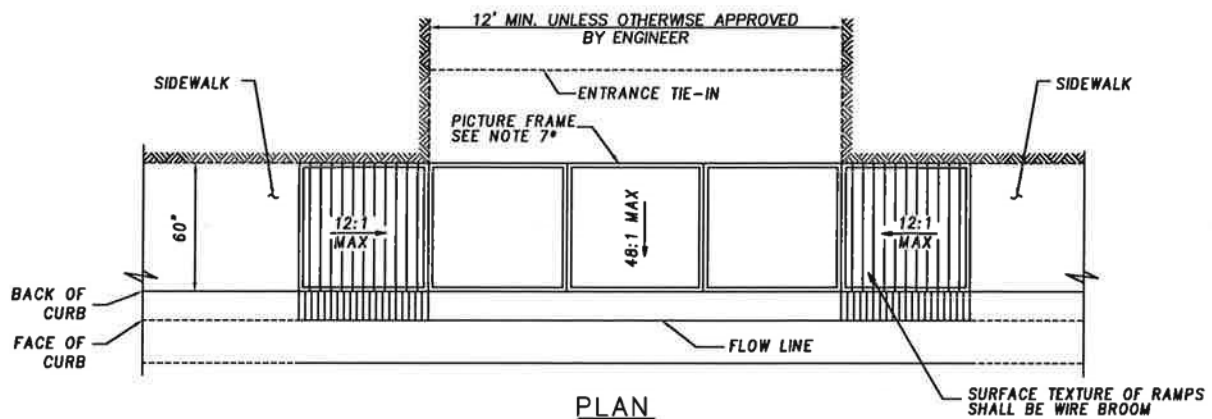 12' MIN. UNLESS OTHERWISE APPROVED
BY ENGINEER
SIDEWALK
ENTRANCE TIE-IN
SIDEWALK
PICTURE FRAME
SEE NOTE 7*
60"
12:1
MAX
48:1 MAX
12:1
MAX
BACK OF
CURB
FACE OF
CURB
FLOW LINE
SURFACE TEXTURE OF RAMPS
SHALL BE WIRE BROOM
PLAN